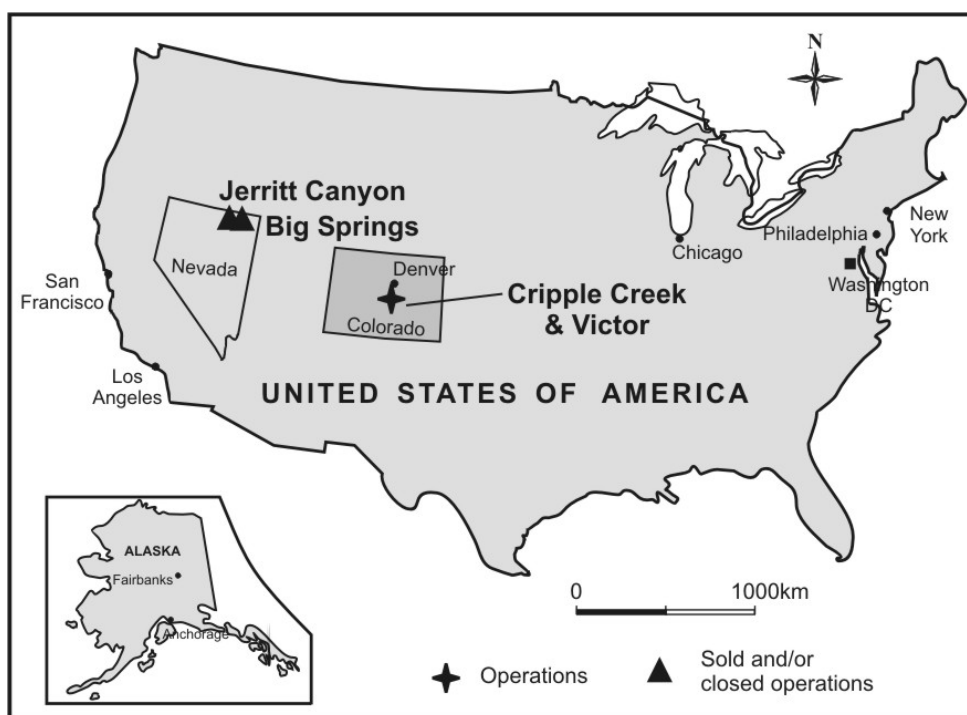 N
Jerritt Canyon
Big Springs
Nevada
San
Francisco
Los
Angeles
Denver
Colorado
Cripple Creek
& Victor
Chicago
New
York
Philadelphia
Washington
DC
UNITED STATES OF AMERICA
ALASKA
Fairbanks
Anchorage
0 1000km
Operations
Sold and/or
closed operations